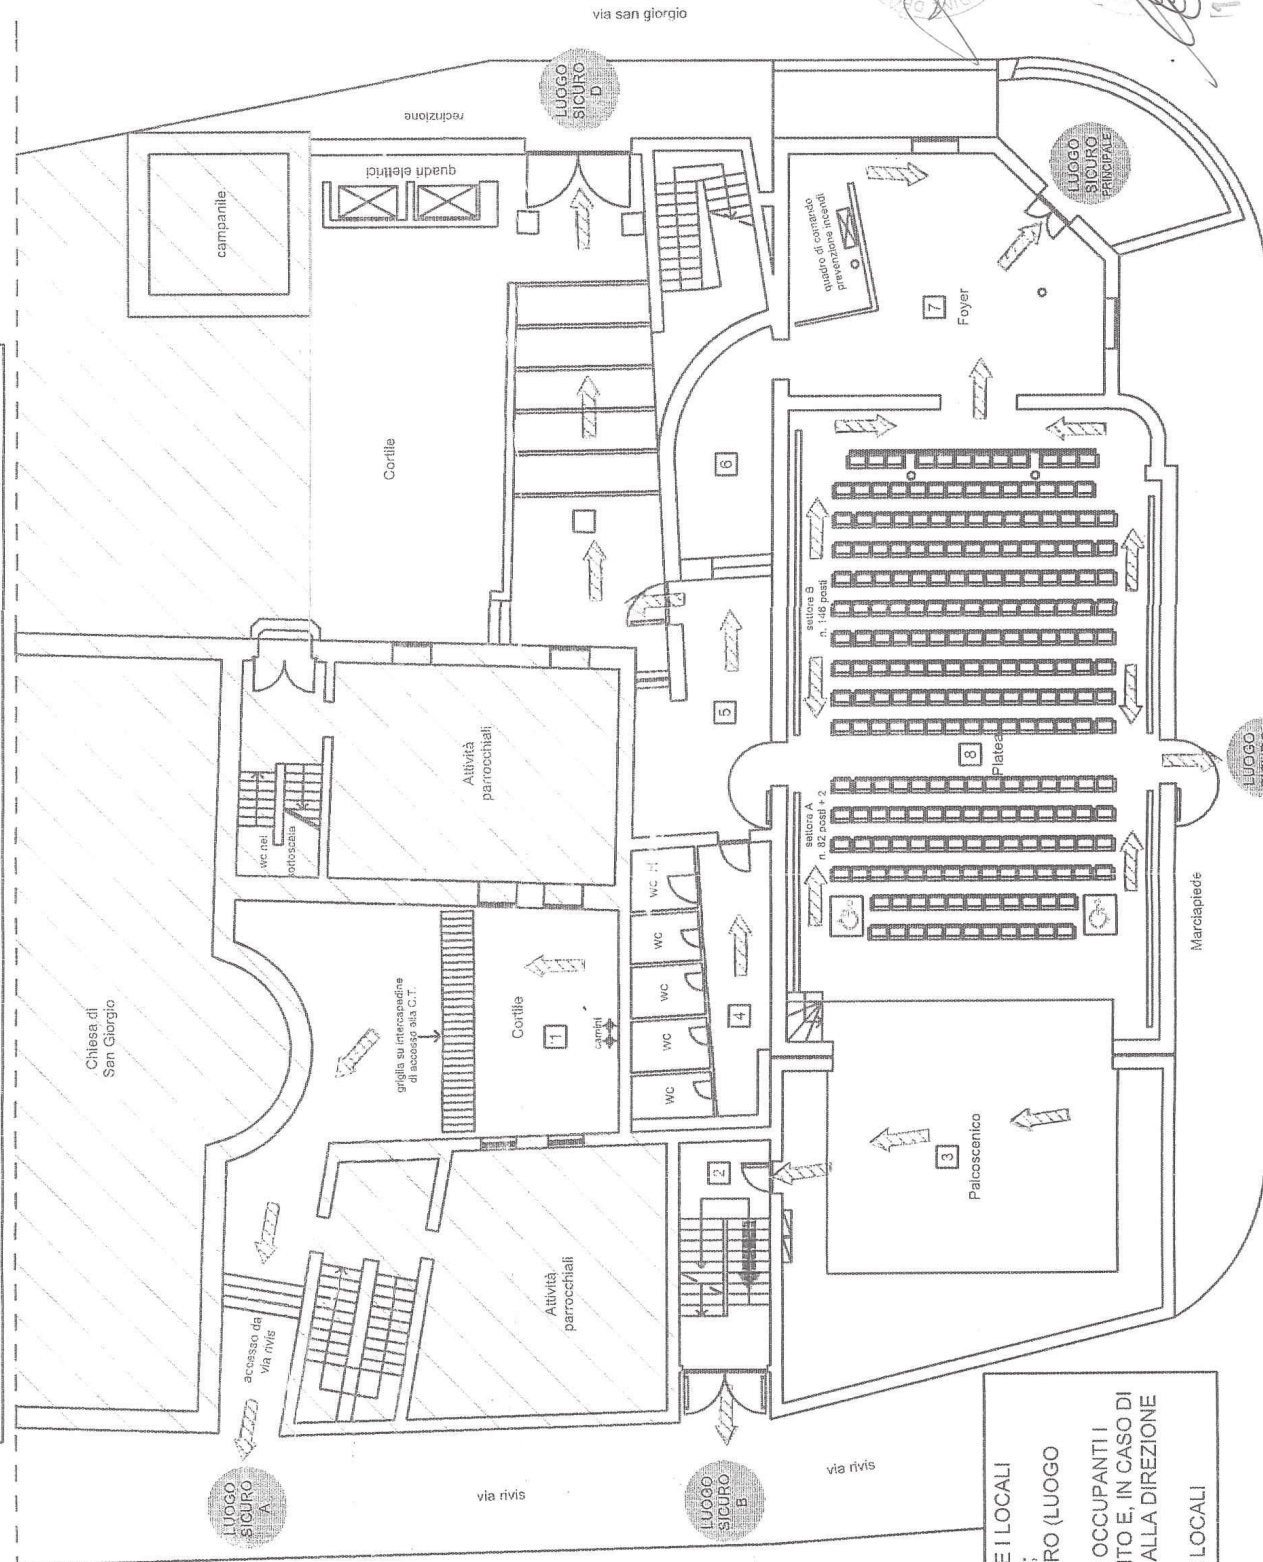 via san giorgio
LUOGO
SICURO
D
recinzione
quadri elettrici
campanile
LUOGO
SICURO
PRINCIPALE
quadro di comando
prevenzione incendi
7
Foyer
Cortile
6
settore B
n. 146 posti
5
8
Platea
LUOGO
Attività
parrocchiali
wc nel
sottoscala
settore A
n. 82 posti + 2
wc H
wc
wc
wc
wc
4
Marciapiede
Chiesa di
San Giorgio
griglia su intercapedine
di accesso alla C.T.
Cortile
1
camini
2
3
Palcoscenico
Attività
parrocchiali
accesso da
via rivis
LUOGO
SICURO
A
via rivis
LUOGO
SICURO
B
via rivis
E I LOCALI
RO (LUOGO
OCCUPANTI I
TO E, IN CASO DI
ALLA DIREZIONE
LOCALI